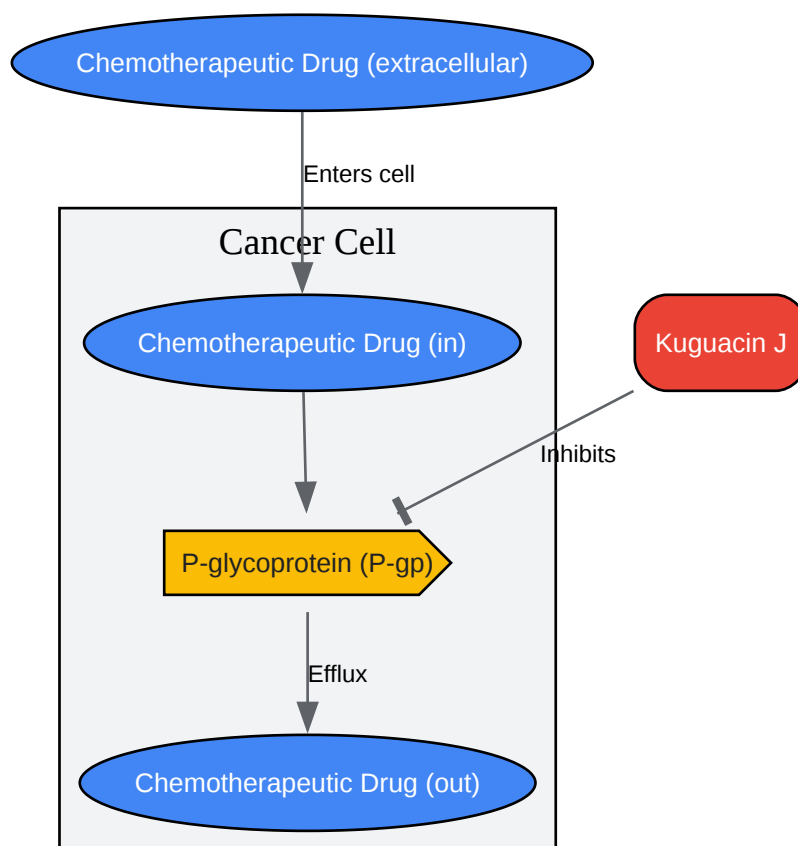 Chemotherapeutic Drug (extracellular)
Enters cell
Cancer Cell
Chemotherapeutic Drug (in)
Kuguacin J
Inhibits
P-glycoprotein (P-gp)
Efflux
Chemotherapeutic Drug (out)